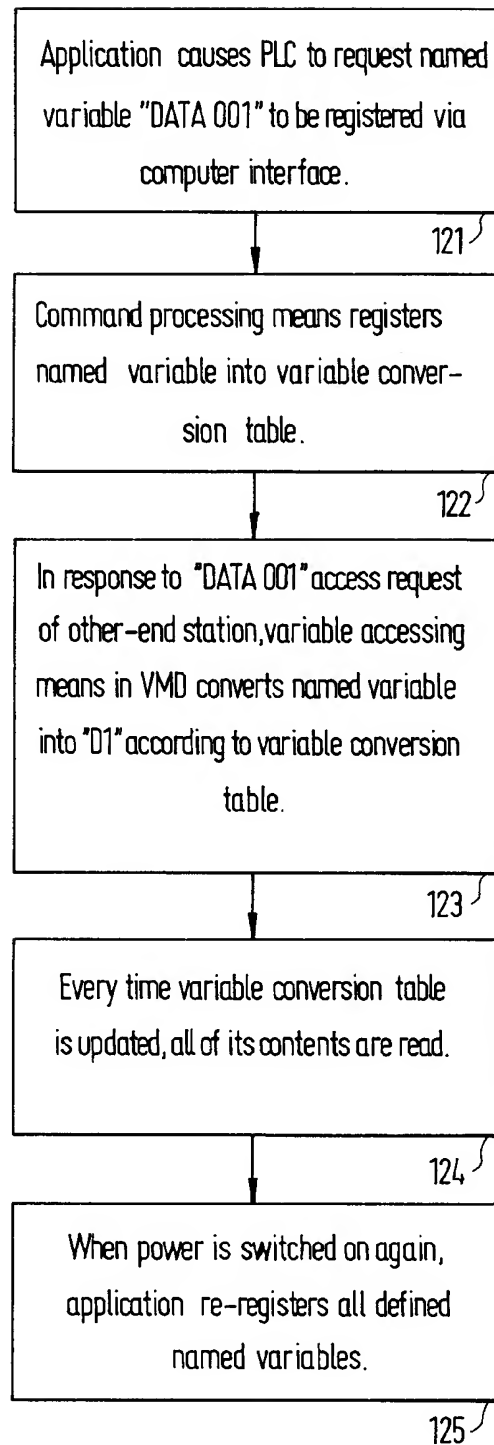 Application causes PLC to request named
variable "DATA 001" to be registered via
computer interface.
121
Command processing means registers
named variable into variable conver-
sion table.
122
In response to "DATA 001" access request
of other-end station, variable accessing
means in VMD converts named variable
into "D1" according to variable conversion
table.
123
Every time variable conversion table
is updated, all of its contents are read.
124
When power is switched on again,
application re-registers all defined
named variables.
125